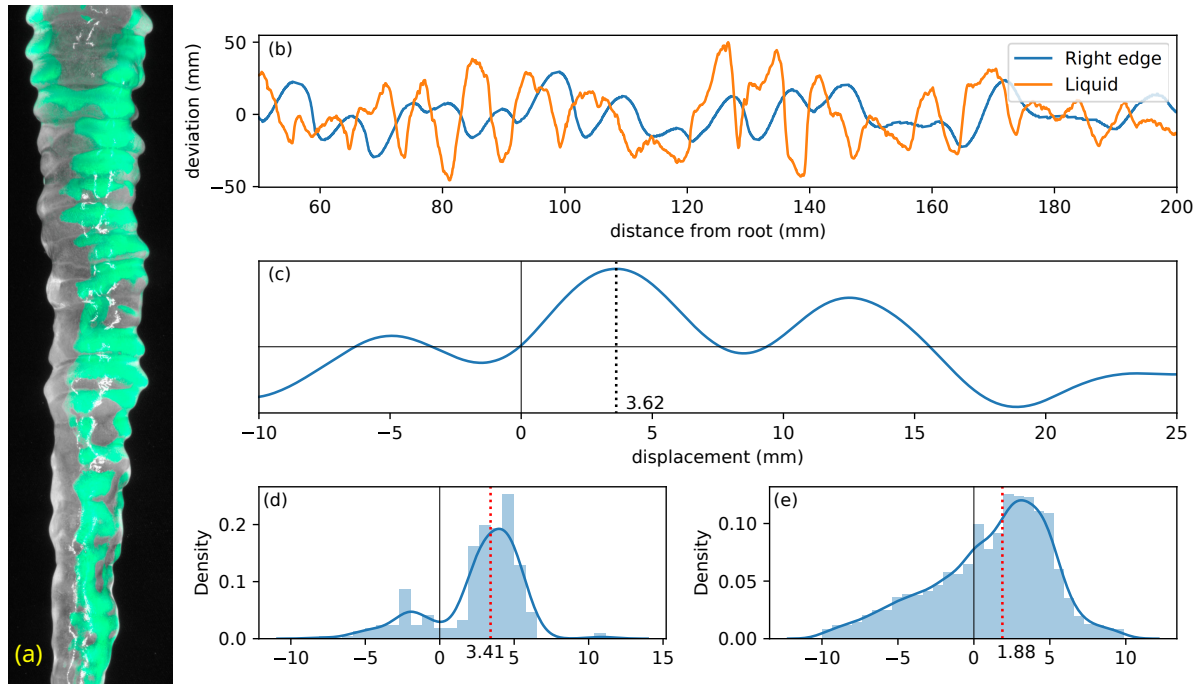 (a)
(b)
Right edge
Liquid
deviation (mm)
50
0
−50
60 80 100 120 140 160 180 200
distance from root (mm)
(c)
3.62
−10 −5 0 5 10 15 20 25
displacement (mm)
(d)
Density
0.2
0.1
0.0
−10 −5 0 5 10 15
3.41
(e)
Density
0.10
0.05
0.00
−10 −5 0 5 10
1.88